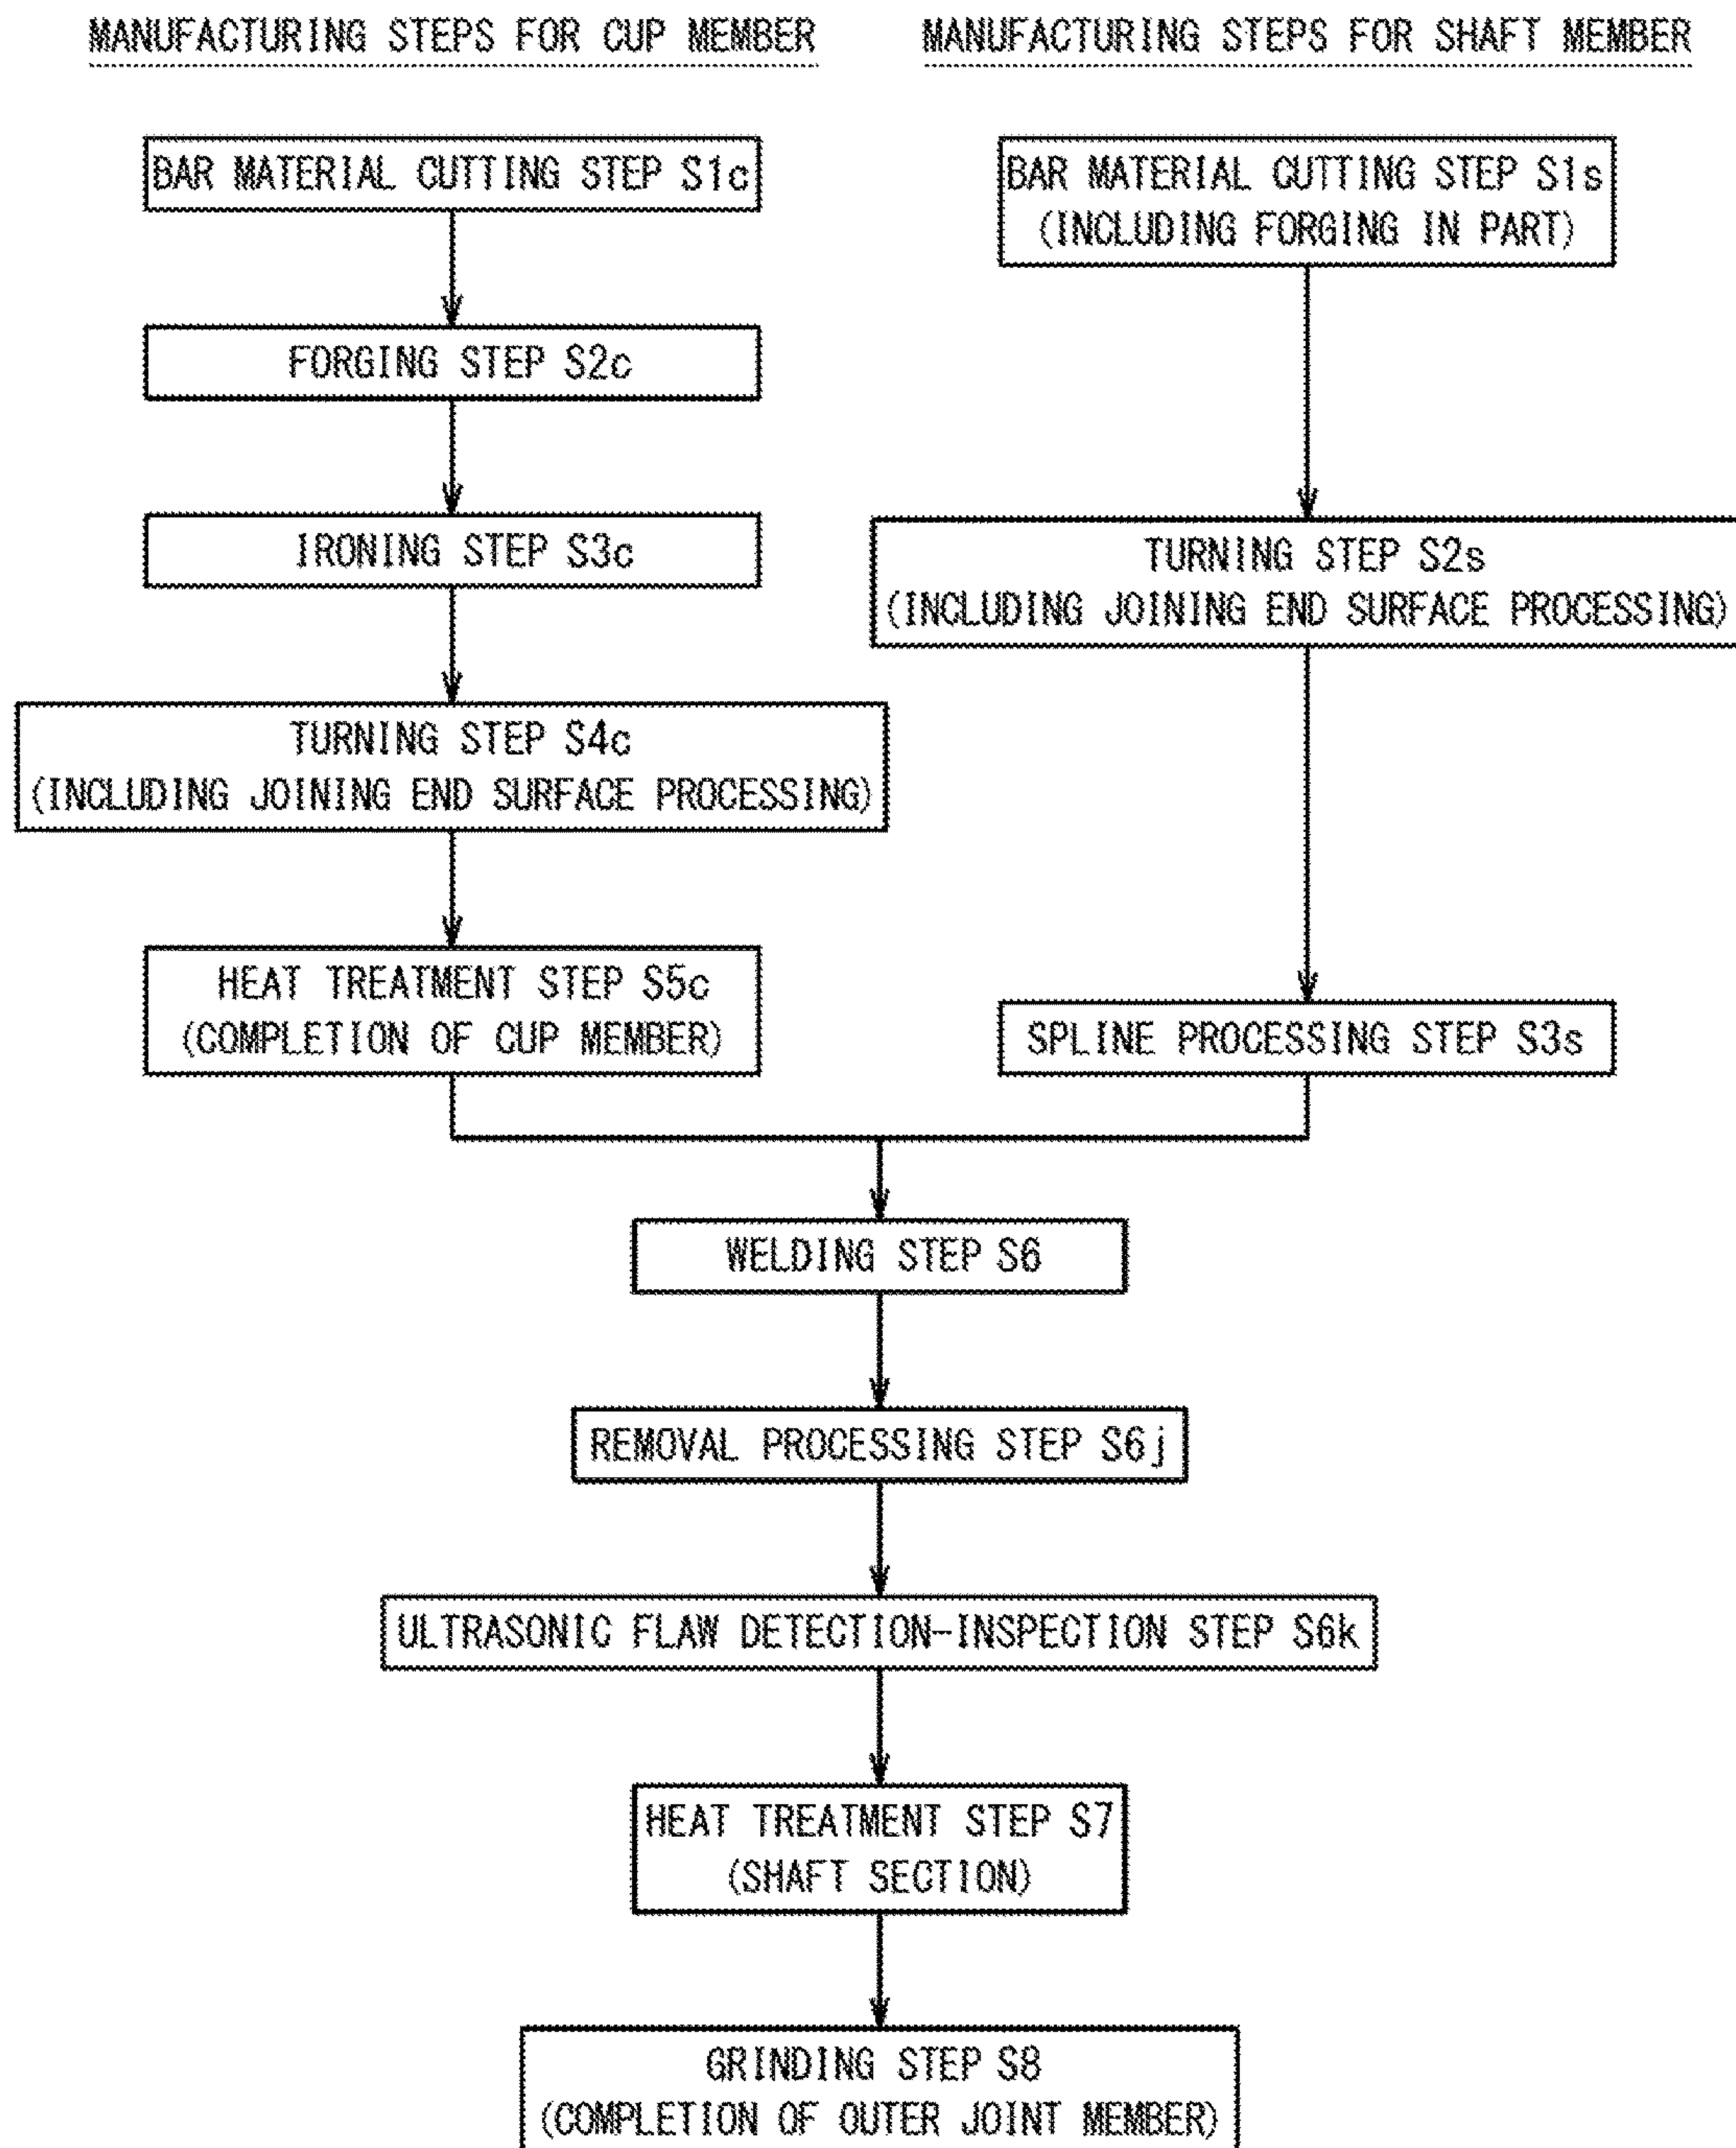 MANUFACTURING STEPS FOR CUP MEMBER
MANUFACTURING STEPS FOR SHAFT MEMBER
BAR MATERIAL CUTTING STEP S1c
BAR MATERIAL CUTTING STEP S1s
(INCLUDING FORGING IN PART)
FORGING STEP S2c
IRONING STEP S3c
TURNING STEP S2s
(INCLUDING JOINING END SURFACE PROCESSING)
TURNING STEP S4c
(INCLUDING JOINING END SURFACE PROCESSING)
HEAT TREATMENT STEP S5c
(COMPLETION OF CUP MEMBER)
SPLINE PROCESSING STEP S3s
WELDING STEP S6
REMOVAL PROCESSING STEP S6j
ULTRASONIC FLAW DETECTION-INSPECTION STEP S6k
HEAT TREATMENT STEP S7
(SHAFT SECTION)
GRINDING STEP S8
(COMPLETION OF OUTER JOINT MEMBER)